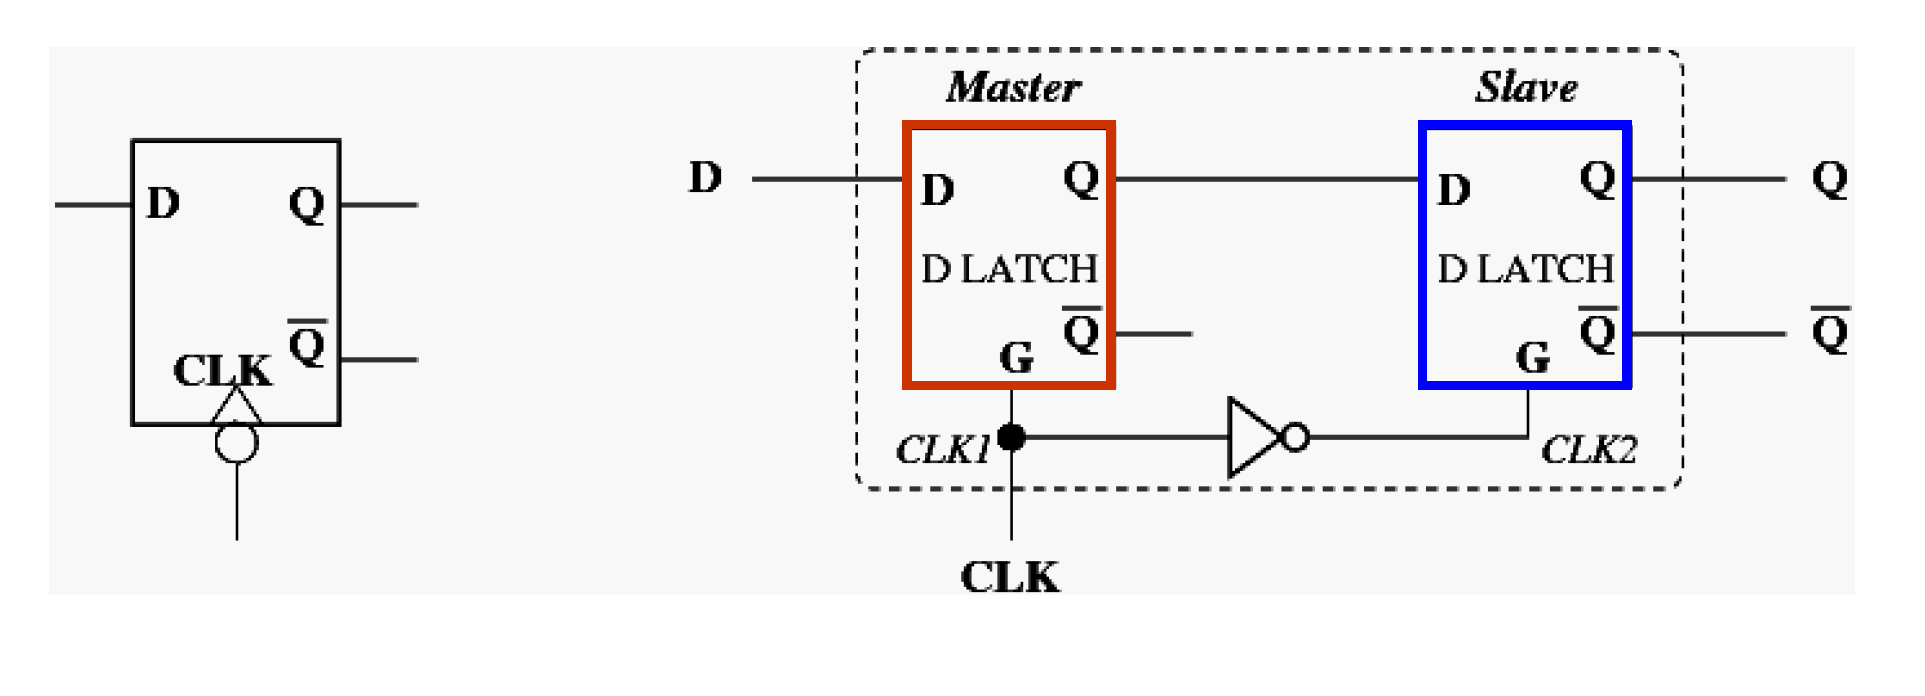 D Q
Q̅
CLK
Master Slave
D D Q D Q Q
D LATCH D LATCH
Q̅ Q̅ Q̅
G G
CLK1 CLK2
CLK